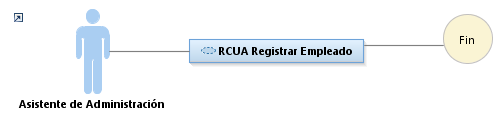 RCUA Registrar Empleado
Fin
Asistente de Administración